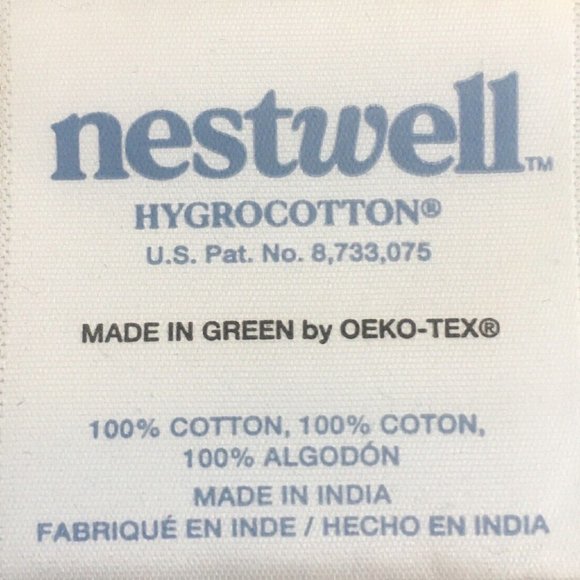 nestwell™
HYGROCOTTON®
U.S. Pat. No. 8,733,075
MADE IN GREEN by OEKO-TEX®
100% COTTON, 100% COTON,
100% ALGODÓN
MADE IN INDIA
FABRIQUÉ EN INDE / HECHO EN INDIA